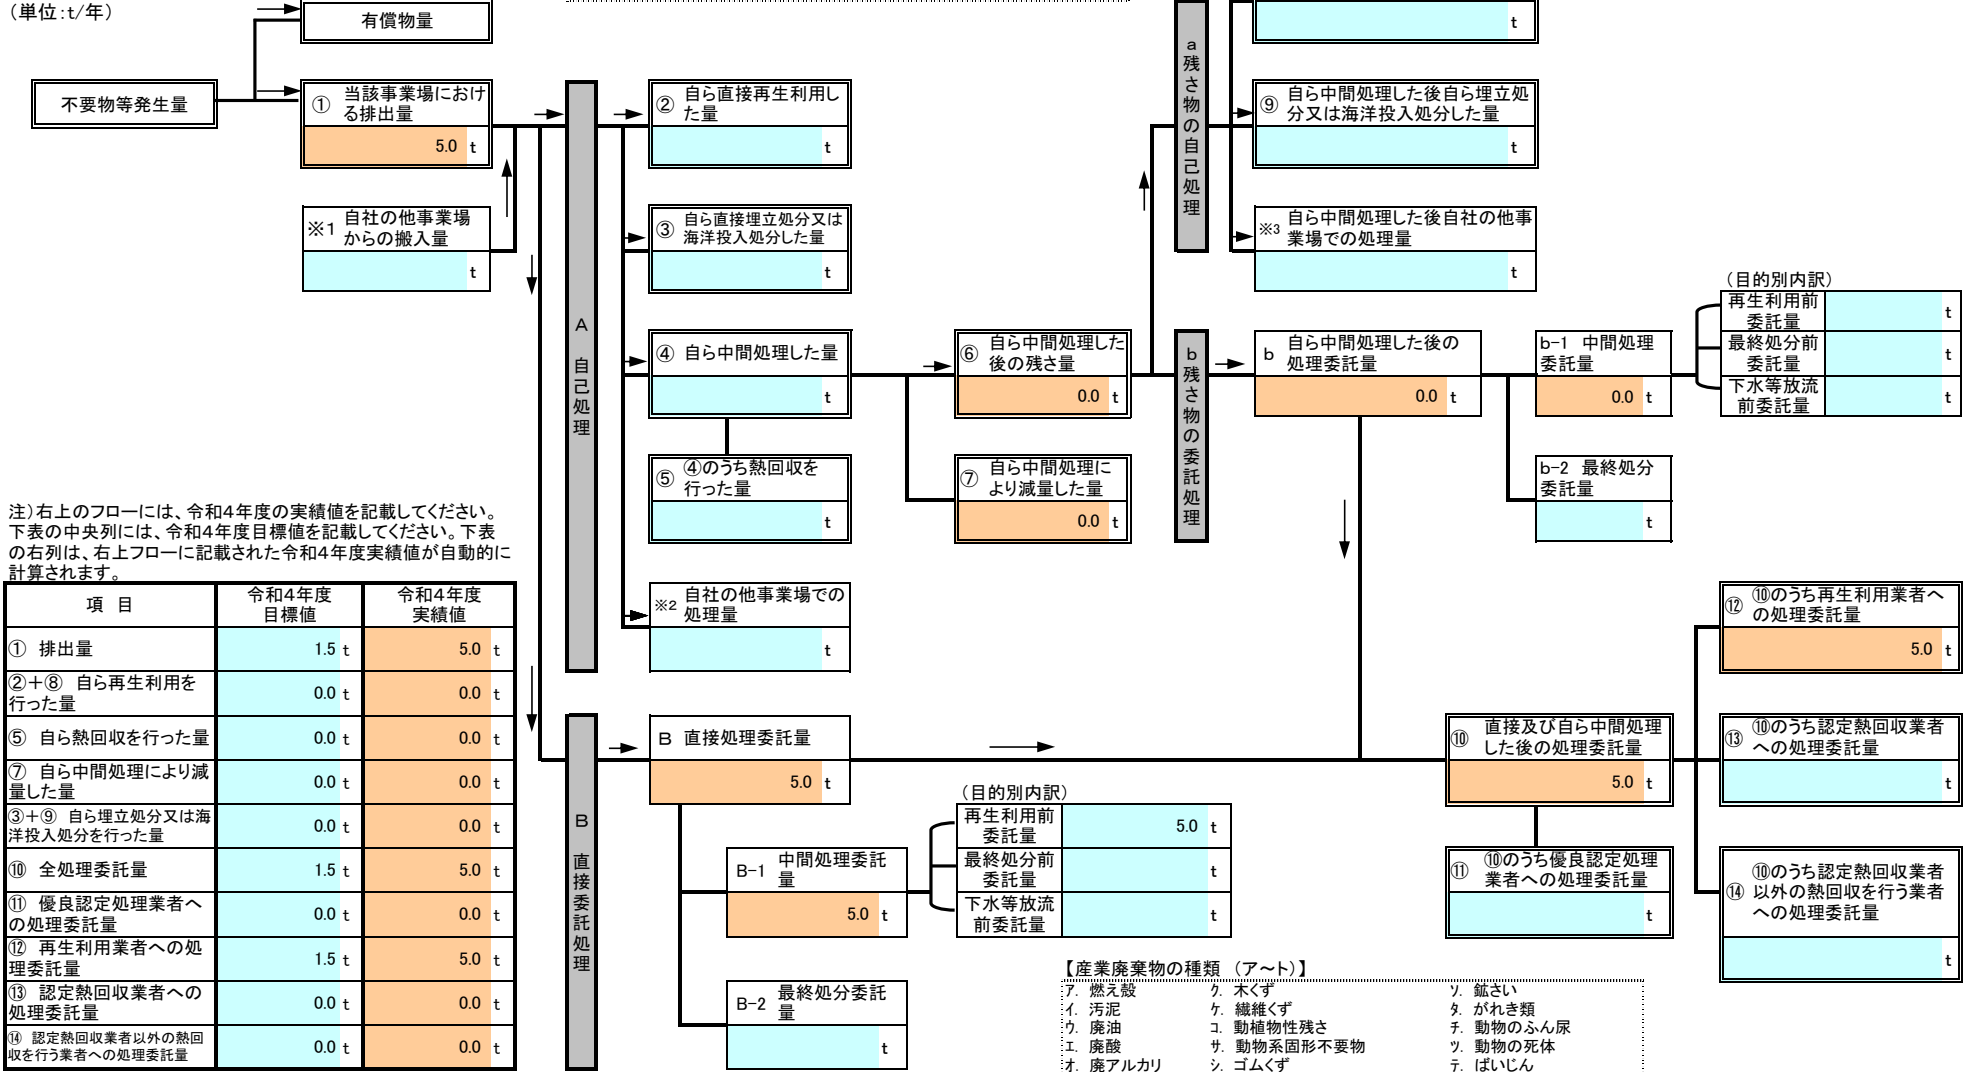 （単位：t/年）
有償物量
t
不要物等発生量
① 当該事業場におけ
る排出量
5.0 t
※1 自社の他事業場
からの搬入量
t
A 自己処理
② 自ら直接再生利用し
た量
t
③ 自ら直接埋立処分又は
海洋投入処分した量
t
④ 自ら中間処理した量
t
⑤ ④のうち熱回収を
行った量
t
※2 自社の他事業場での
処理量
t
⑥ 自ら中間処理した
後の残さ量
0.0 t
⑦ 自ら中間処理に
より減量した量
0.0 t
a 残さ物の自己処理
⑨ 自ら中間処理した後自ら埋立処
分又は海洋投入処分した量
t
※3 自ら中間処理した後自社の他事
業場での処理量
t
b 残さ物の委託処理
b 自ら中間処理した後の
処理委託量
0.0 t
b-1 中間処理
委託量
0.0 t
b-2 最終処分
委託量
t
（目的別内訳）
再生利用前
委託量
t
最終処分前
委託量
t
下水等放流
前委託量
t
注）右上のフローには、令和4年度の実績値を記載してください。
下表の中央列には、令和4年度目標値を記載してください。下表
の右列は、右上フローに記載された令和4年度実績値が自動的に
計算されます。
項 目 令和4年度
目標値 令和4年度
実績値
① 排出量 1.5 t 5.0 t
②＋⑧ 自ら再生利用を
行った量 0.0 t 0.0 t
⑤ 自ら熱回収を行った量 0.0 t 0.0 t
⑦ 自ら中間処理により減
量した量 0.0 t 0.0 t
③＋⑨ 自ら埋立処分又は海
洋投入処分を行った量 0.0 t 0.0 t
⑩ 全処理委託量 1.5 t 5.0 t
⑪ 優良認定処理業者へ
の処理委託量 0.0 t 0.0 t
⑫ 再生利用業者への処
理委託量 1.5 t 5.0 t
⑬ 認定熱回収業者への
処理委託量 0.0 t 0.0 t
⑭ 認定熱回収業者以外の熱回
収を行う業者への処理委託量 0.0 t 0.0 t
B 直接委託処理
B 直接処理委託量
5.0 t
B-1 中間処理委託
量
5.0 t
B-2 最終処分委託
量
t
（目的別内訳）
再生利用前
委託量
5.0 t
最終処分前
委託量
t
下水等放流
前委託量
t
⑩ 直接及び自ら中間処理
した後の処理委託量
5.0 t
⑪ ⑩のうち優良認定処理
業者への処理委託量
t
⑫ ⑩のうち再生利用業者へ
の処理委託量
5.0 t
⑬ ⑩のうち認定熱回収業者
への処理委託量
t
⑭ ⑩のうち認定熱回収業者
以外の熱回収を行う業者
への処理委託量
t
【産業廃棄物の種類 （ア～ト）】
ア. 燃え殻 ク. 木くず ソ. 鉱さい
イ. 汚泥 ケ. 繊維くず タ. がれき類
ウ. 廃油 コ. 動植物性残さ チ. 動物のふん尿
エ. 廃酸 サ. 動物系固形不要物 ツ. 動物の死体
オ. 廃アルカリ シ. ゴムくず テ. ばいじん